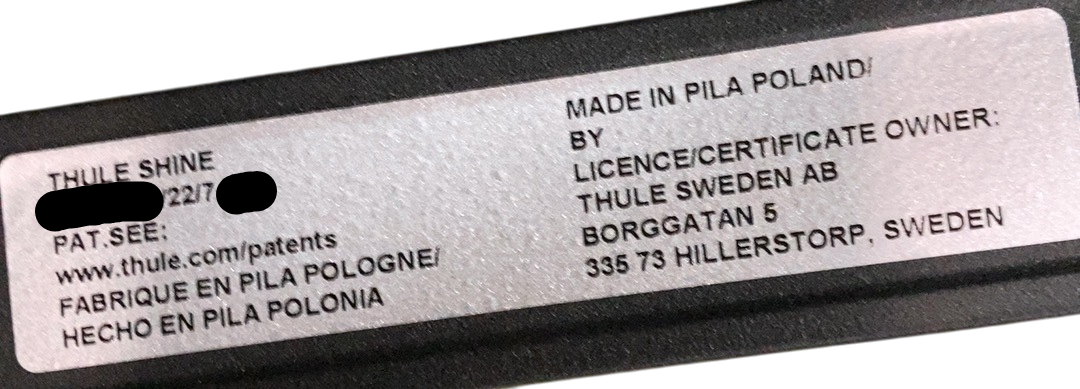 THULE SHINE
/22/7
PAT.SEE:
www.thule.com/patents
FABRIQUE EN PILA POLOGNE/
HECHO EN PILA POLONIA
MADE IN PILA POLAND/
BY
LICENCE/CERTIFICATE OWNER:
THULE SWEDEN AB
BORGGATAN 5
335 73 HILLERSTORP, SWEDEN